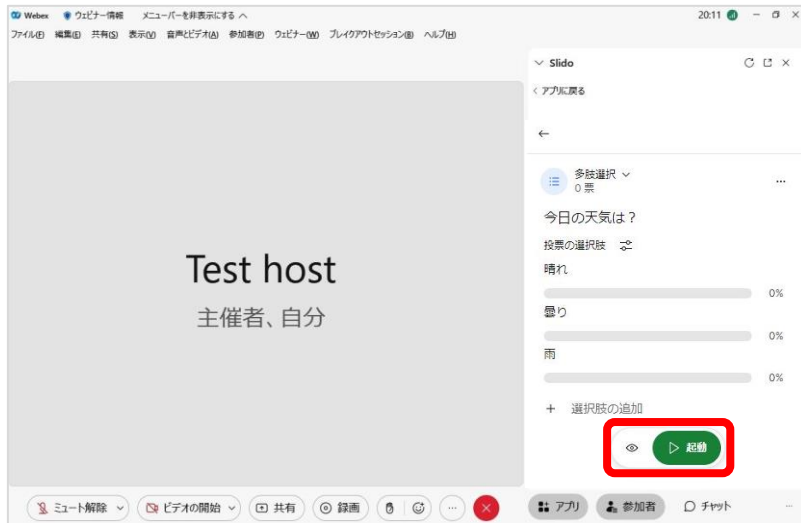 Webex ウェビナー情報 メニューバーを非表示にする 20:11
ファイル(F) 編集(E) 共有(S) 表示(V) 音声とビデオ(A) 参加者(P) ウェビナー(W) ブレイクアウトセッション(B) ヘルプ(H)
Slido
アプリに戻る
多肢選択
0 票
今日の天気は？
投票の選択肢
晴れ
0%
曇り
0%
雨
0%
+ 選択肢の追加
起動
Test host
主催者、自分
ミュート解除 ビデオの開始 共有 録画 アプリ 参加者 チャット